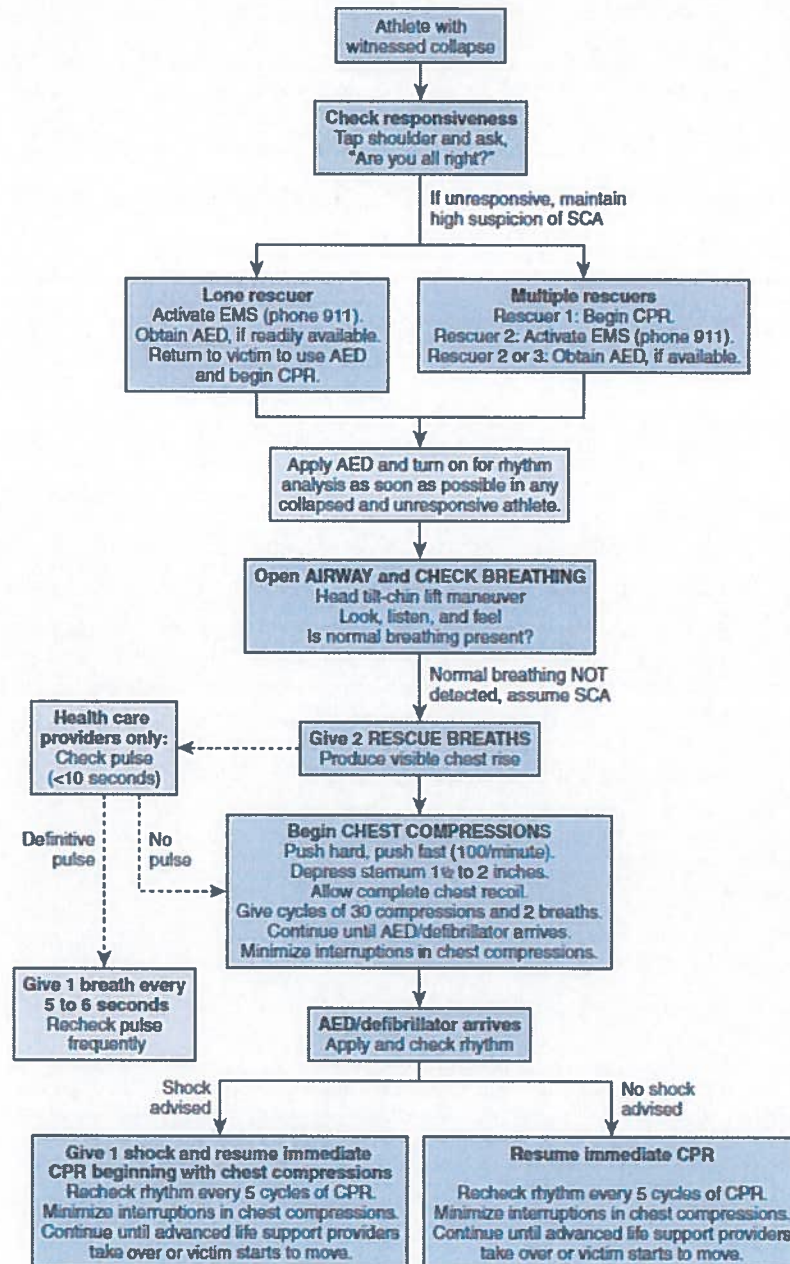 Athlete with
witnessed collapse
Check responsiveness
Tap shoulder and ask,
"Are you all right?"
If unresponsive, maintain
high suspicion of SCA
Lone rescuer
Activate EMS (phone 911).
Obtain AED, if readily available.
Return to victim to use AED
and begin CPR.
Multiple rescuers
Rescuer 1: Begin CPR.
Rescuer 2: Activate EMS (phone 911).
Rescuer 2 or 3: Obtain AED, if available.
Apply AED and turn on for rhythm
analysis as soon as possible in any
collapsed and unresponsive athlete.
Open AIRWAY and CHECK BREATHING
Head tilt-chin lift maneuver
Look, listen, and feel
Is normal breathing present?
Normal breathing NOT
detected, assume SCA
Give 2 RESCUE BREATHS
Produce visible chest rise
Health care
providers only:
Check pulse
(<10 seconds)
Definitive
pulse
No
pulse
Begin CHEST COMPRESSIONS
Push hard, push fast (100/minute).
Depress sternum 1½ to 2 inches.
Allow complete chest recoil.
Give cycles of 30 compressions and 2 breaths.
Continue until AED/defibrillator arrives.
Minimize interruptions in chest compressions.
Give 1 breath every
5 to 6 seconds
Recheck pulse
frequently
AED/defibrillator arrives
Apply and check rhythm
Shock
advised
No shock
advised
Give 1 shock and resume immediate
CPR beginning with chest compressions
Recheck rhythm every 5 cycles of CPR.
Minimize interruptions in chest compressions.
Continue until advanced life support providers
take over or victim starts to move.
Resume immediate CPR
Recheck rhythm every 5 cycles of CPR.
Minimize interruptions in chest compressions.
Continue until advanced life support providers
take over or victim starts to move.